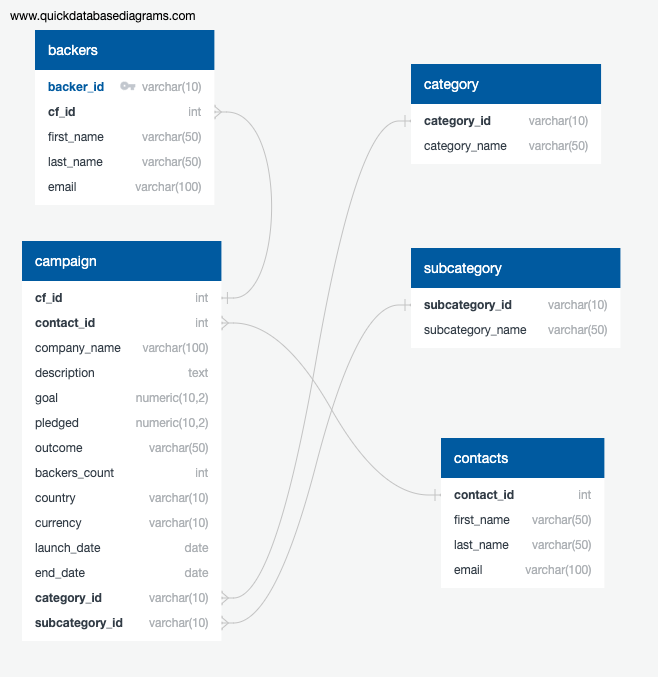 www.quickdatabasediagrams.com
backers
backer_id varchar(10)
cf_id int
first_name varchar(50)
last_name varchar(50)
email varchar(100)
campaign
cf_id int
contact_id int
company_name varchar(100)
description text
goal numeric(10,2)
pledged numeric(10,2)
outcome varchar(50)
backers_count int
country varchar(10)
currency varchar(10)
launch_date date
end_date date
category_id varchar(10)
subcategory_id varchar(10)
category
category_id varchar(10)
category_name varchar(50)
subcategory
subcategory_id varchar(10)
subcategory_name varchar(50)
contacts
contact_id int
first_name varchar(50)
last_name varchar(50)
email varchar(100)